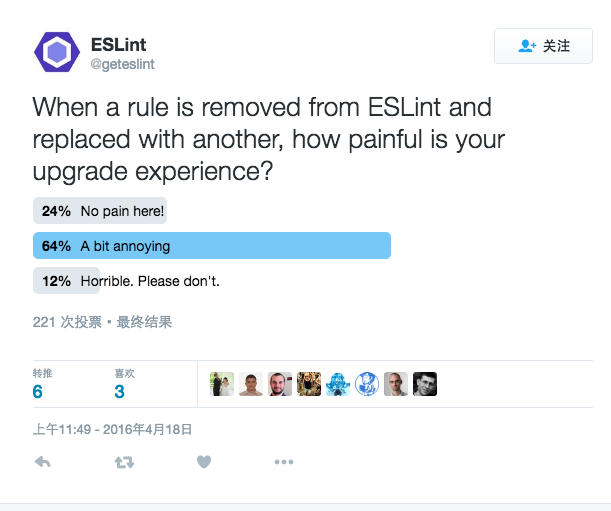 ESLint
@geteslint
关注
When a rule is removed from ESLint and
replaced with another, how painful is your
upgrade experience?
24% No pain here!
64% A bit annoying
12% Horrible. Please don't.
221 次投票 • 最终结果
转推
6
喜欢
3
上午11:49 - 2016年4月18日